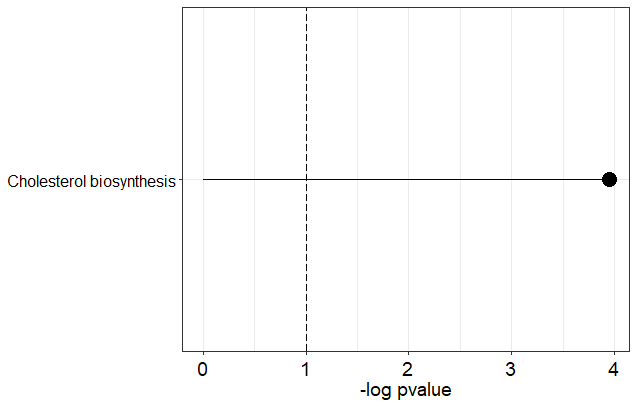 Cholesterol biosynthesis
0 1 2 3 4
-log pvalue